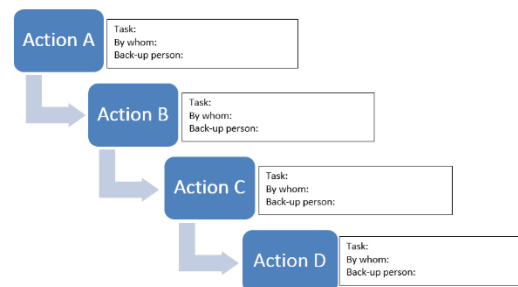 Action A
Task:
By whom:
Back-up person:
Action B
Task:
By whom:
Back-up person:
Action C
Task:
By whom:
Back-up person:
Action D
Task:
By whom:
Back-up person: